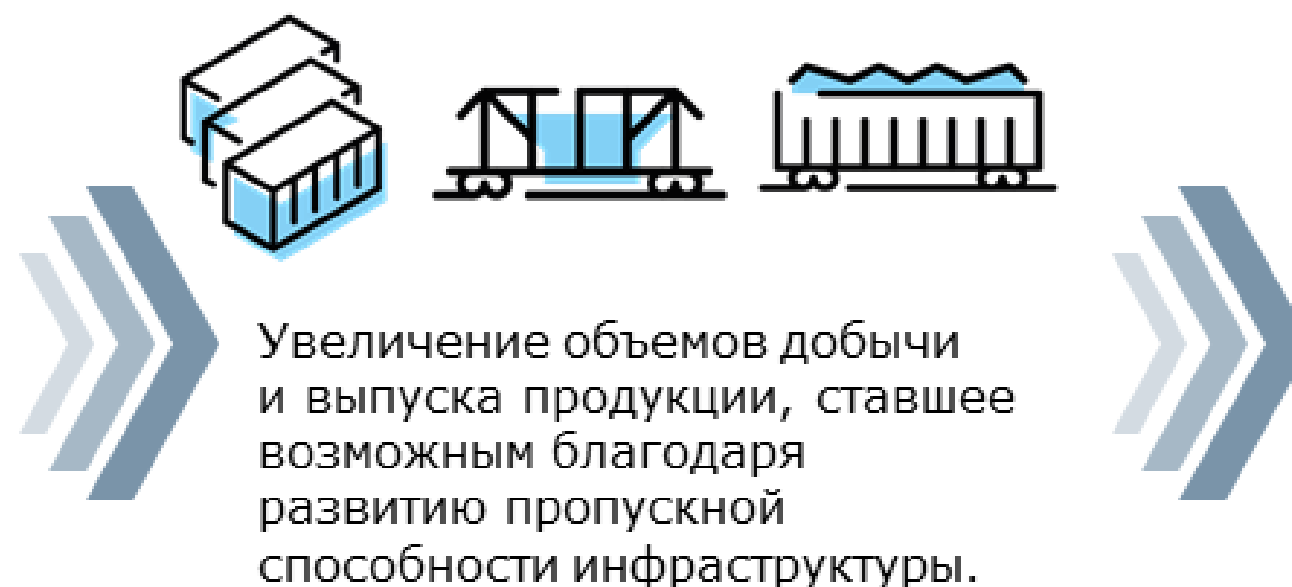 Увеличение объемов добычи
и выпуска продукции, ставшее
возможным благодаря
развитию пропускной
способности инфраструктуры.